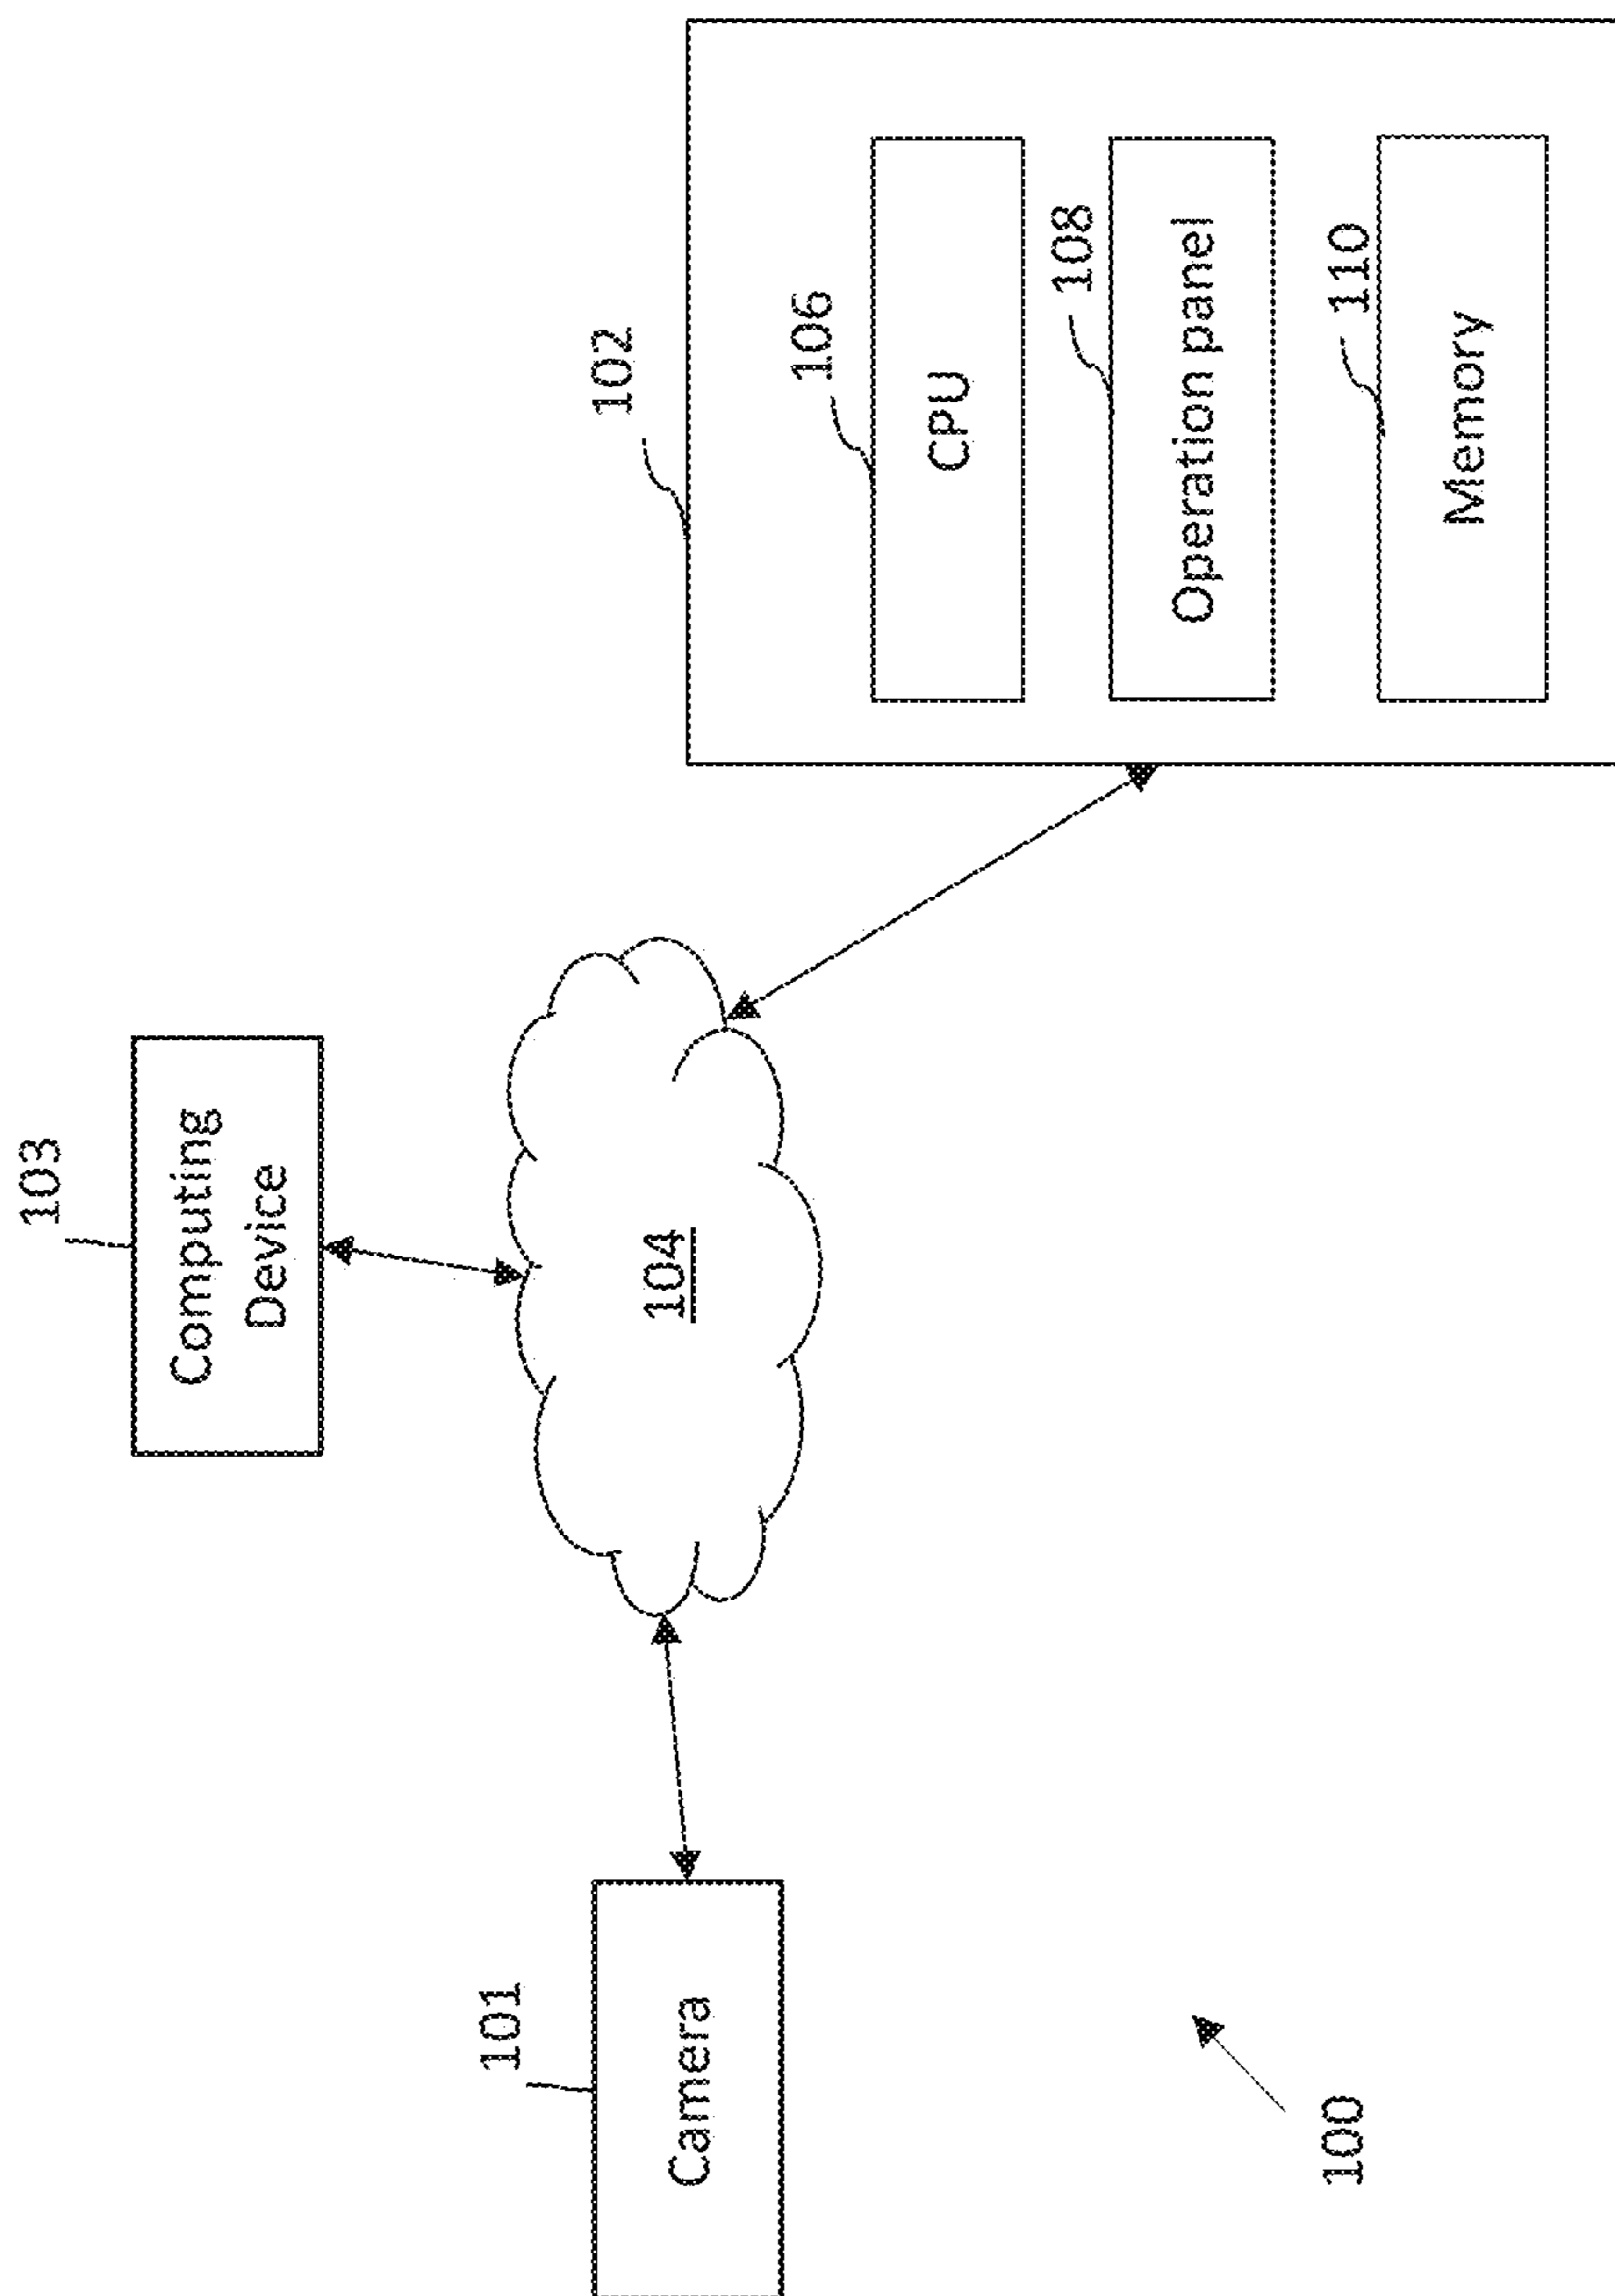 103
Computing
Device
102
106
CPU
108
Operation panel
110
Memory
104
101
Camera
100